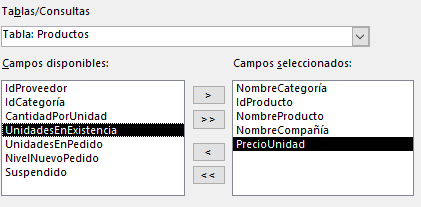 Tablas/Consultas
Tabla: Productos
Campos disponibles:
Campos seleccionados:
IdProveedor
IdCategoría
CantidadPorUnidad
UnidadesEnExistencia
UnidadesEnPedido
NivelNuevoPedido
Suspendido
>
>>
<
<<
NombreCategoría
IdProducto
NombreProducto
NombreCompañía
PrecioUnidad